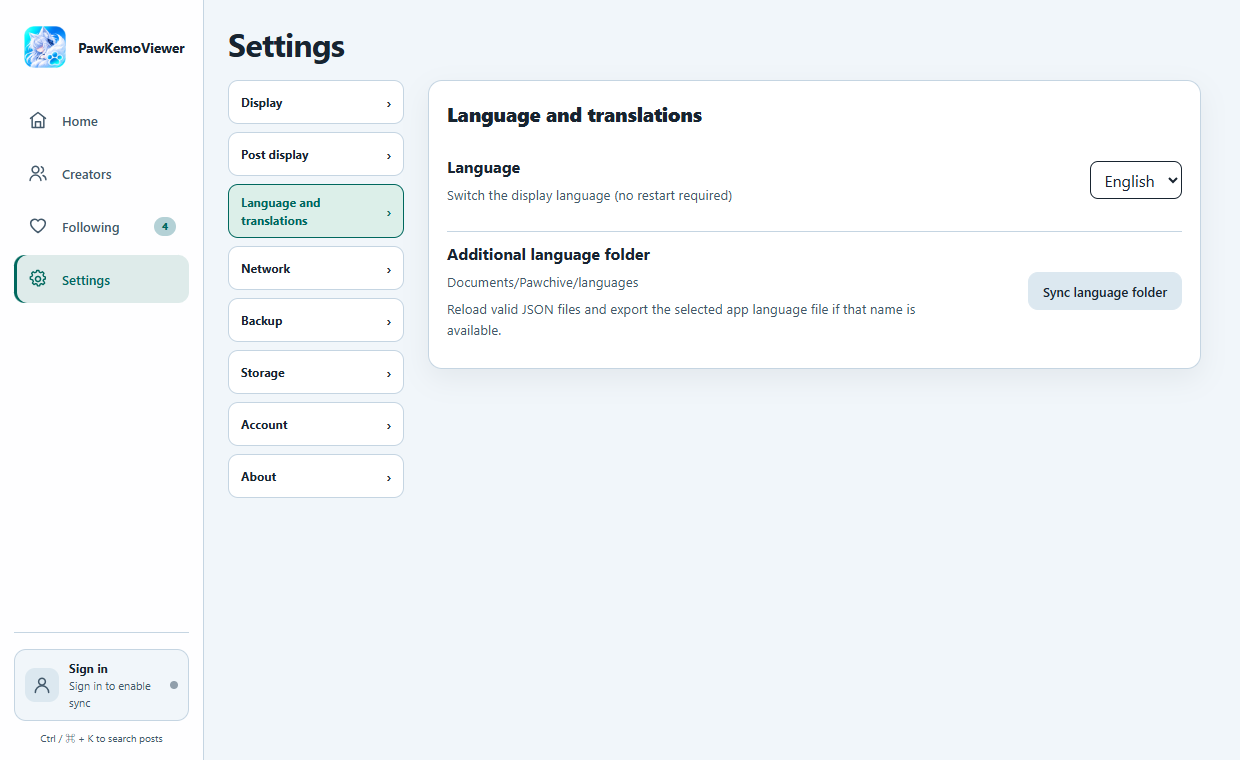 PawKemoViewer
Home
Creators
Following
4
Settings
Sign in
Sign in to enable
sync
Ctrl / ⌘ + K to search posts
Settings
Display ›
Post display ›
Language and
translations ›
Network ›
Backup ›
Storage ›
Account ›
About ›
Language and translations
Language
Switch the display language (no restart required)
English
Additional language folder
Documents/Pawchive/languages
Reload valid JSON files and export the selected app language file if that name is
available.
Sync language folder